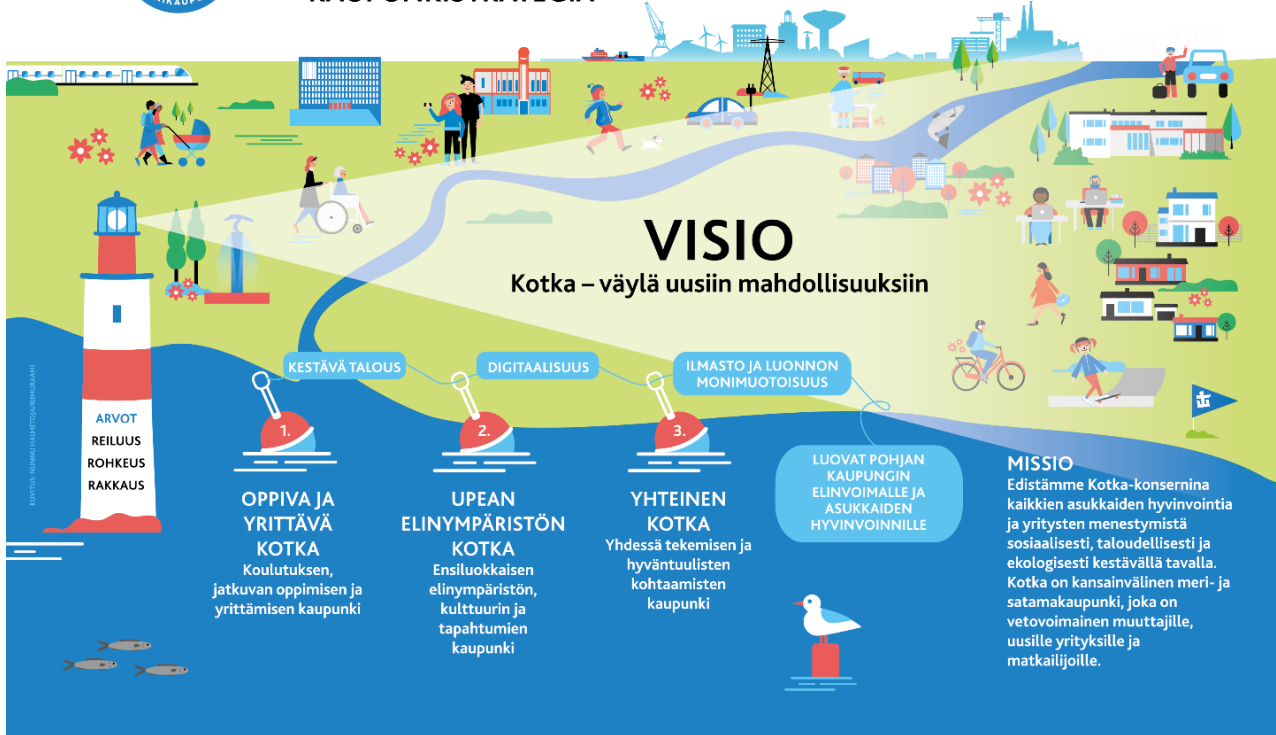 KAUPUNKISTRATEGIA
VISIO
Kotka – väylä uusiin mahdollisuuksiin
KESTÄVÄ TALOUS
DIGITAALISUUS
ILMASTO JA LUONNON
MONIMUOTOISUUS
LUOVAT POHJAN
KAUPUNGIN
ELINVOIMALLE JA
ASUKKAIDEN
HYVINVOINNILLE
ARVOT
REILUUS
ROHKEUS
RAKKAUS
1.
OPPIVA JA
YRITTÄVÄ
KOTKA
Koulutuksen,
jatkuvan oppimisen ja
yrittämisen kaupunki
2.
UPEAN
ELINYMPÄRISTÖN
KOTKA
Ensiluokkaisen
elinympäristön,
kulttuurin ja
tapahtumien
kaupunki
3.
YHTEINEN
KOTKA
Yhdessä tekemisen ja
hyväntuulisten
kohtaamisten
kaupunki
MISSIO
Edistämme Kotka-konsernina
kaikkien asukkaiden hyvinvointia
ja yritysten menestymistä
sosiaalisesti, taloudellisesti ja
ekologisesti kestävällä tavalla.
Kotka on kansainvälinen meri- ja
satamakaupunki, joka on
vetovoimainen muuttajille,
uusille yrityksille ja
matkailijoille.